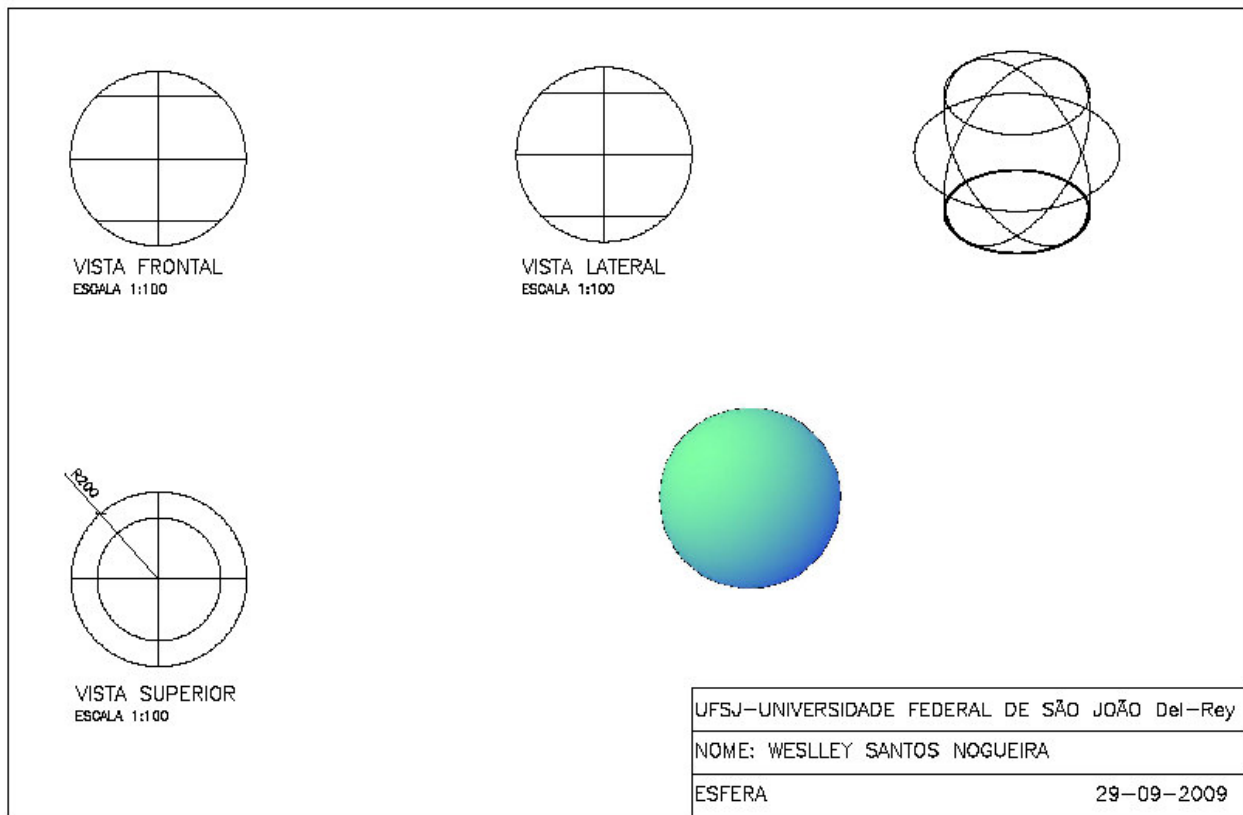 VISTA FRONTAL
ESCALA 1:100
VISTA LATERAL
ESCALA 1:100
R200
VISTA SUPERIOR
ESCALA 1:100
UFSJ-UNIVERSIDADE FEDERAL DE SÃO JOÃO Del-Rey
NOME: WESLLEY SANTOS NOGUEIRA
ESFERA 29-09-2009